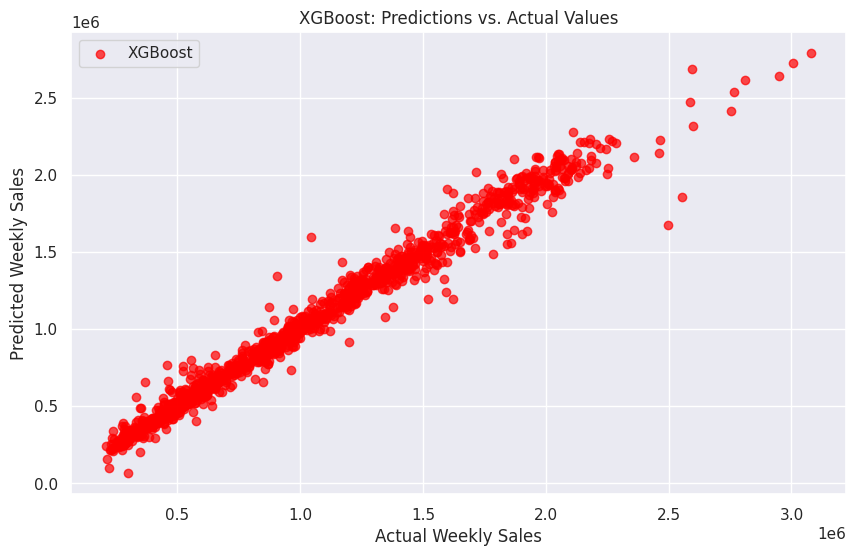 XGBoost: Predictions vs. Actual Values
1e6
XGBoost
2.5
2.0
1.5
1.0
0.5
0.0
Predicted Weekly Sales
0.5 1.0 1.5 2.0 2.5 3.0
1e6
Actual Weekly Sales